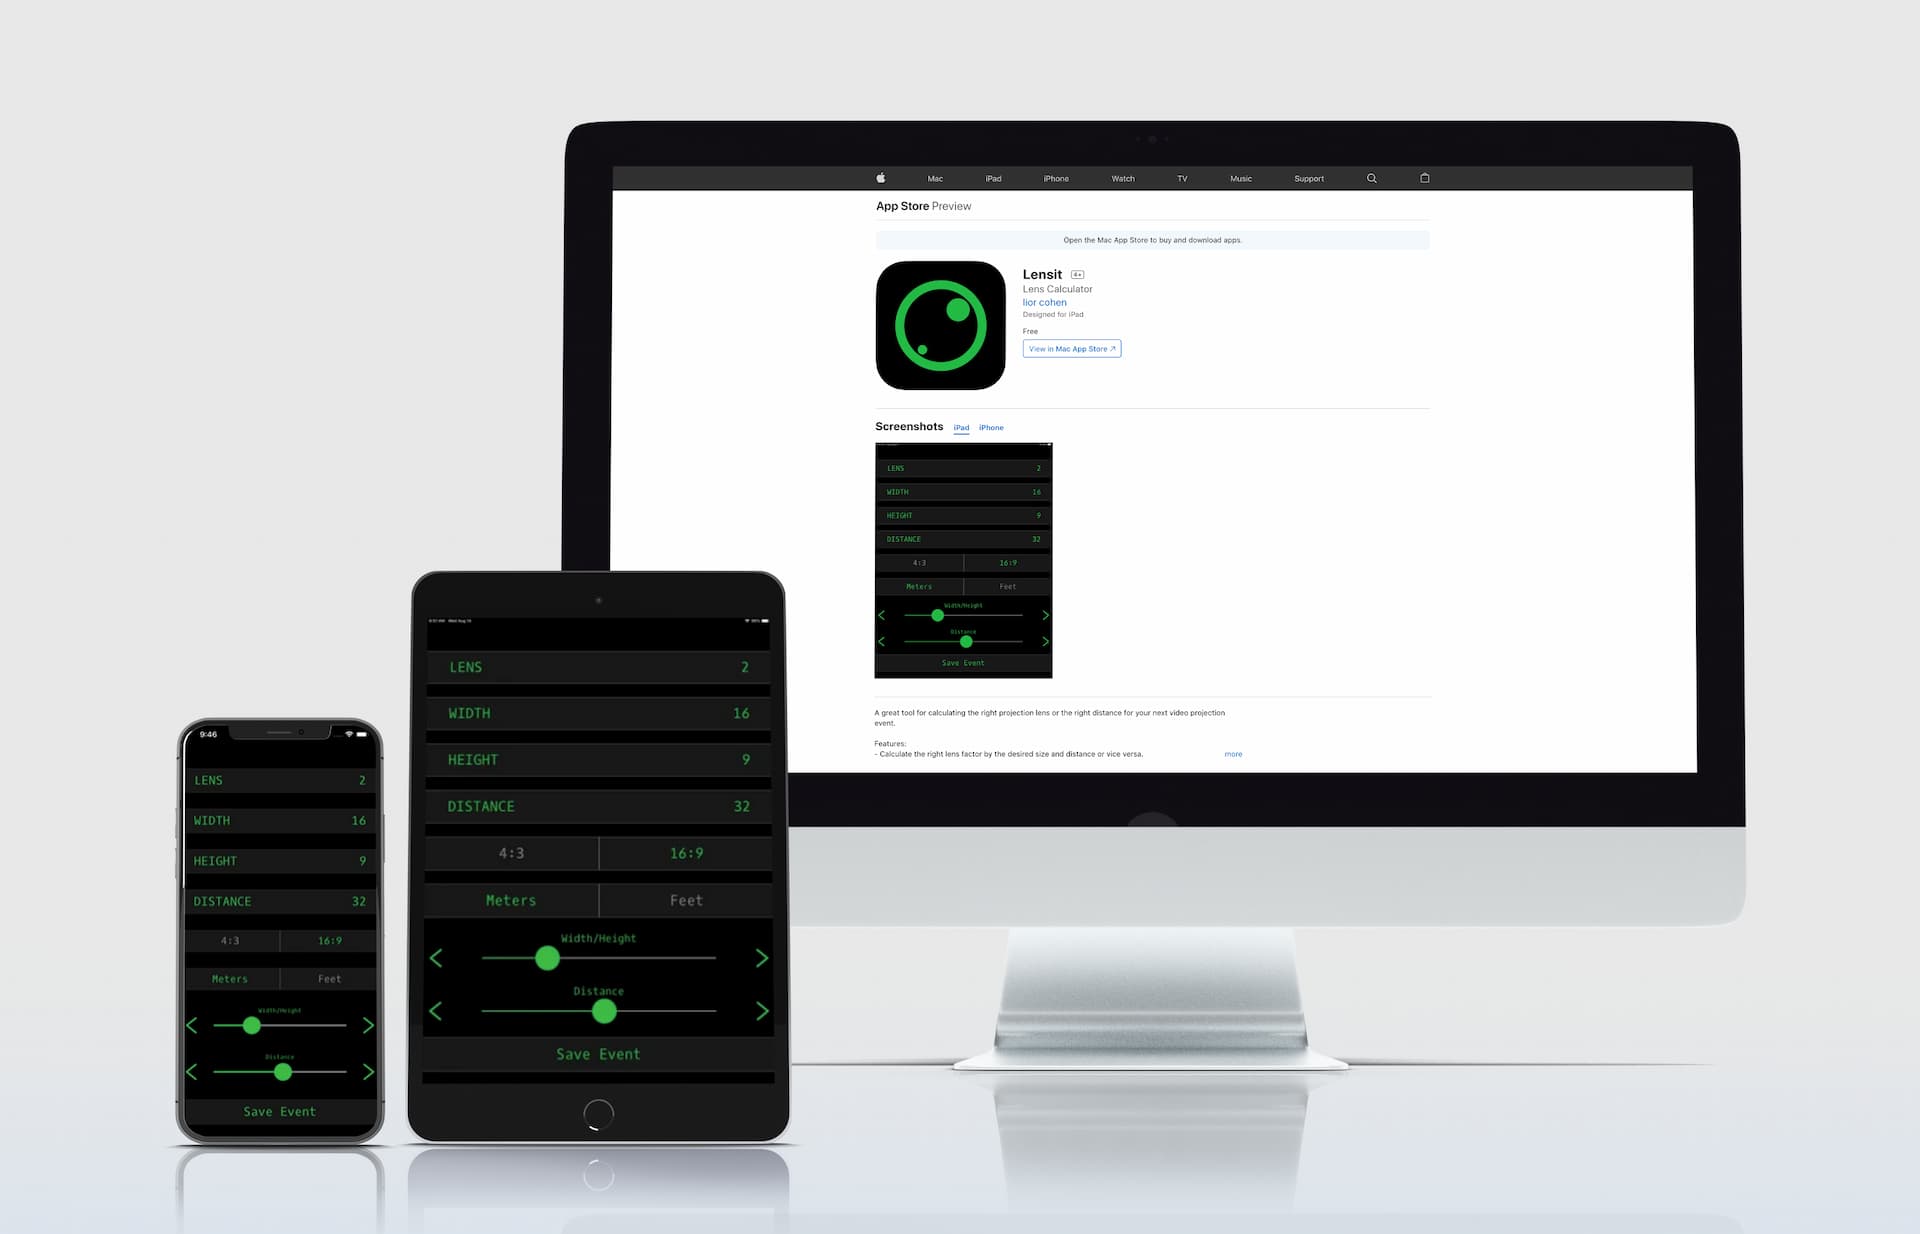 Mac iPad iPhone Watch TV Music Support
App Store Preview
Open the Mac App Store to buy and download apps.
Lensit 4+
Lens Calculator
lior cohen
Designed for iPad
Free
View in Mac App Store ↗
Screenshots iPad iPhone
LENS 2
WIDTH 16
HEIGHT 9
DISTANCE 32
4:3 16:9
Meters Feet
Width/Height
Distance
Save Event
A great tool for calculating the right projection lens or the right distance for your next video projection
event.
Features:
- Calculate the right lens factor by the desired size and distance or vice versa.
more
LENS 2
WIDTH 16
HEIGHT 9
DISTANCE 32
4:3 16:9
Meters Feet
Width/Height
Distance
Save Event
9:46
LENS 2
WIDTH 16
HEIGHT 9
DISTANCE 32
4:3 16:9
Meters Feet
Width/Height
Distance
Save Event